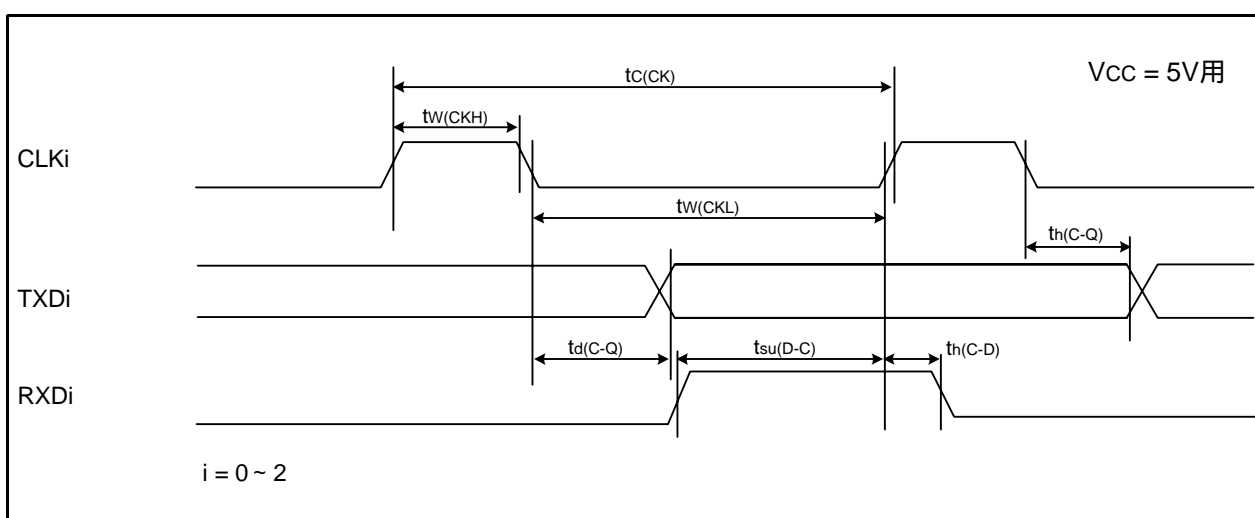 tC(CK)
VCC = 5V用
tW(CKH)
CLKi
tW(CKL)
th(C-Q)
TXDi
td(C-Q)
tsu(D-C)
th(C-D)
RXDi
i = 0 ~ 2